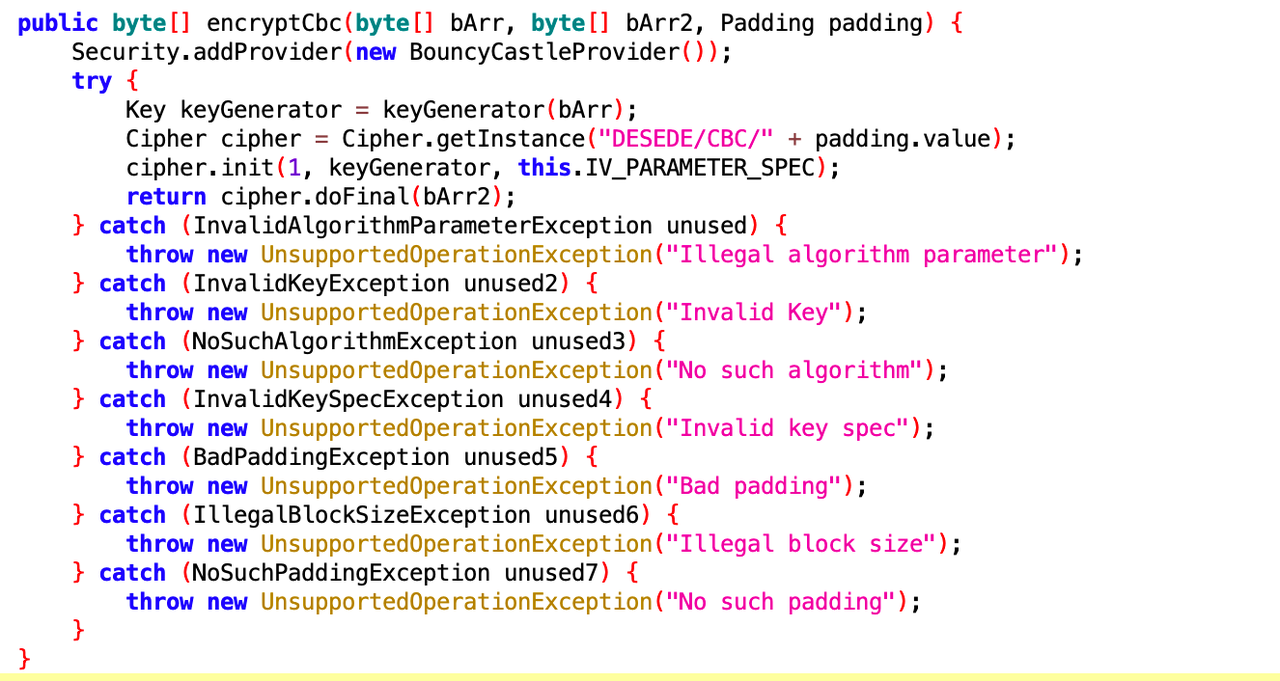 public byte[] encryptCbc(byte[] bArr, byte[] bArr2, Padding padding) {
    Security.addProvider(new BouncyCastleProvider());
    try {
        Key keyGenerator = keyGenerator(bArr);
        Cipher cipher = Cipher.getInstance("DESEDE/CBC/" + padding.value);
        cipher.init(1, keyGenerator, this.IV_PARAMETER_SPEC);
        return cipher.doFinal(bArr2);
    } catch (InvalidAlgorithmParameterException unused) {
        throw new UnsupportedOperationException("Illegal algorithm parameter");
    } catch (InvalidKeyException unused2) {
        throw new UnsupportedOperationException("Invalid Key");
    } catch (NoSuchAlgorithmException unused3) {
        throw new UnsupportedOperationException("No such algorithm");
    } catch (InvalidKeySpecException unused4) {
        throw new UnsupportedOperationException("Invalid key spec");
    } catch (BadPaddingException unused5) {
        throw new UnsupportedOperationException("Bad padding");
    } catch (IllegalBlockSizeException unused6) {
        throw new UnsupportedOperationException("Illegal block size");
    } catch (NoSuchPaddingException unused7) {
        throw new UnsupportedOperationException("No such padding");
    }
}